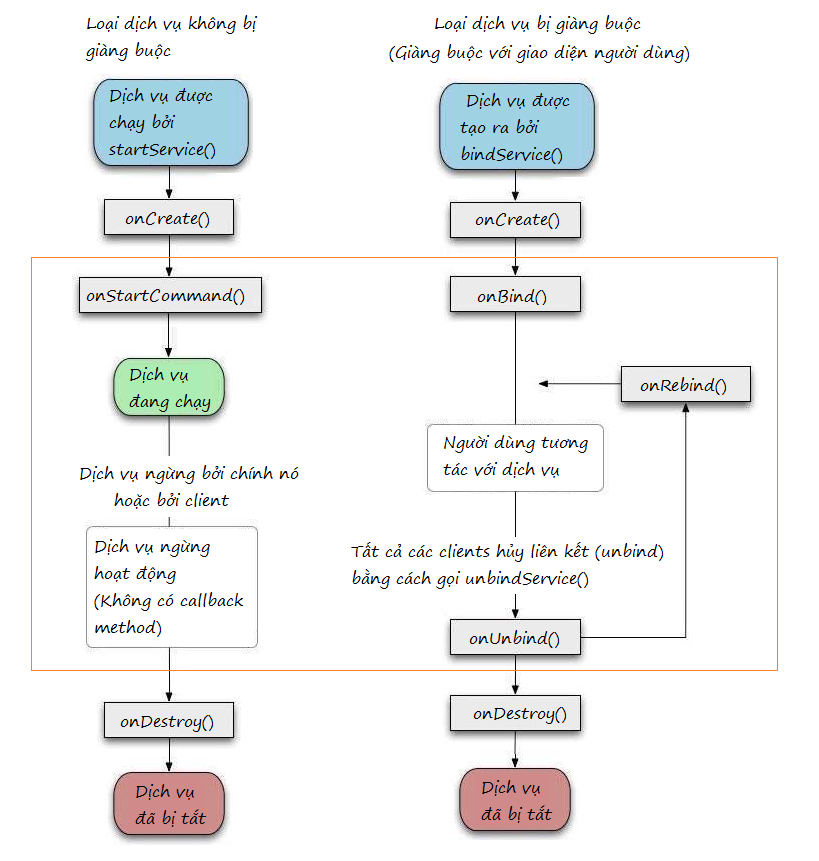 Loại dịch vụ không bị
giàng buộc
Dịch vụ được
chạy bởi
startService()
onCreate()
onStartCommand()
Dịch vụ
đang chạy
Dịch vụ ngừng bởi chính nó
hoặc bởi client
Dịch vụ ngừng
hoạt động
(Không có callback
method)
onDestroy()
Dịch vụ
đã bị tắt
Loại dịch vụ bị giàng buộc
(Giàng buộc với giao diện người dùng)
Dịch vụ được
tạo ra bởi
bindService()
onCreate()
onBind()
onRebind()
Người dùng tương
tác với dịch vụ
Tất cả các clients hủy liên kết (unbind)
bằng cách gọi unbindService()
onUnbind()
onDestroy()
Dịch vụ
đã bị tắt